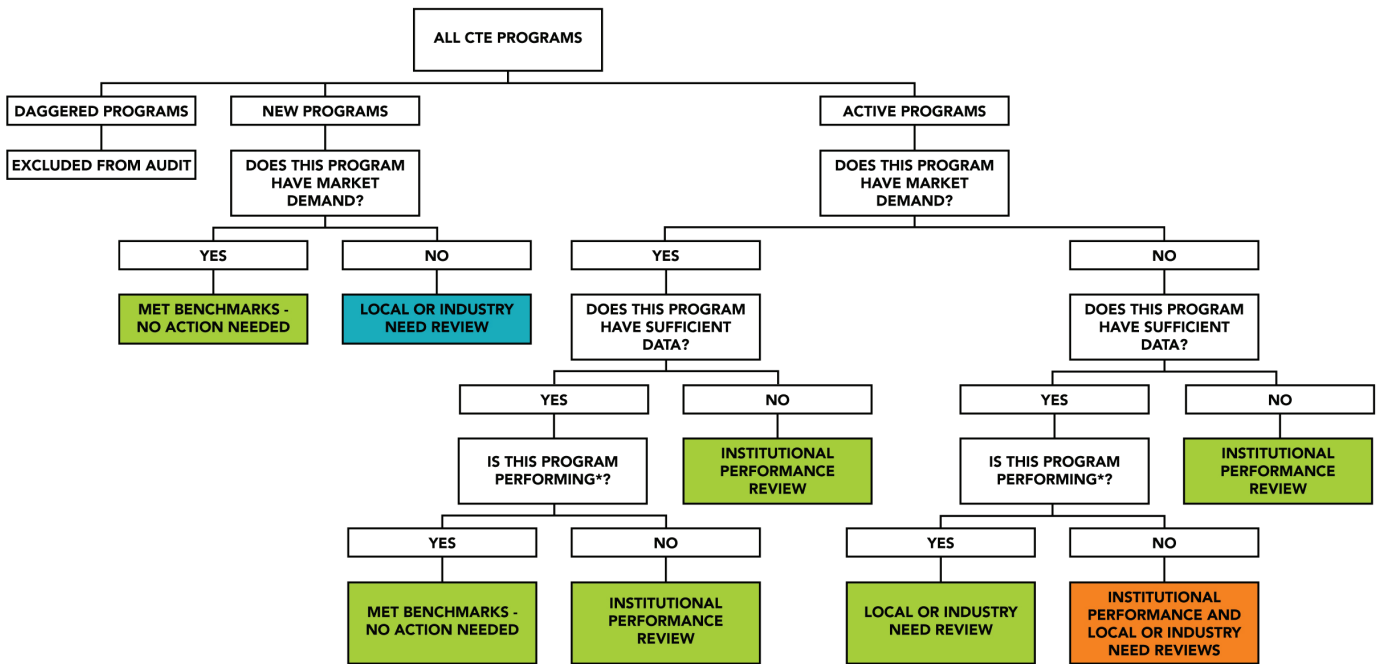 ALL CTE PROGRAMS
DAGGERED PROGRAMS
NEW PROGRAMS
ACTIVE PROGRAMS
EXCLUDED FROM AUDIT
DOES THIS PROGRAM
HAVE MARKET
DEMAND?
DOES THIS PROGRAM
HAVE MARKET
DEMAND?
YES
NO
YES
NO
MET BENCHMARKS -
NO ACTION NEEDED
LOCAL OR INDUSTRY
NEED REVIEW
DOES THIS PROGRAM
HAVE SUFFICIENT
DATA?
DOES THIS PROGRAM
HAVE SUFFICIENT
DATA?
YES
NO
YES
NO
IS THIS PROGRAM
PERFORMING*?
INSTITUTIONAL
PERFORMANCE
REVIEW
IS THIS PROGRAM
PERFORMING*?
INSTITUTIONAL
PERFORMANCE
REVIEW
YES
NO
YES
NO
MET BENCHMARKS -
NO ACTION NEEDED
INSTITUTIONAL
PERFORMANCE
REVIEW
LOCAL OR INDUSTRY
NEED REVIEW
INSTITUTIONAL
PERFORMANCE AND
LOCAL OR INDUSTRY
NEED REVIEWS